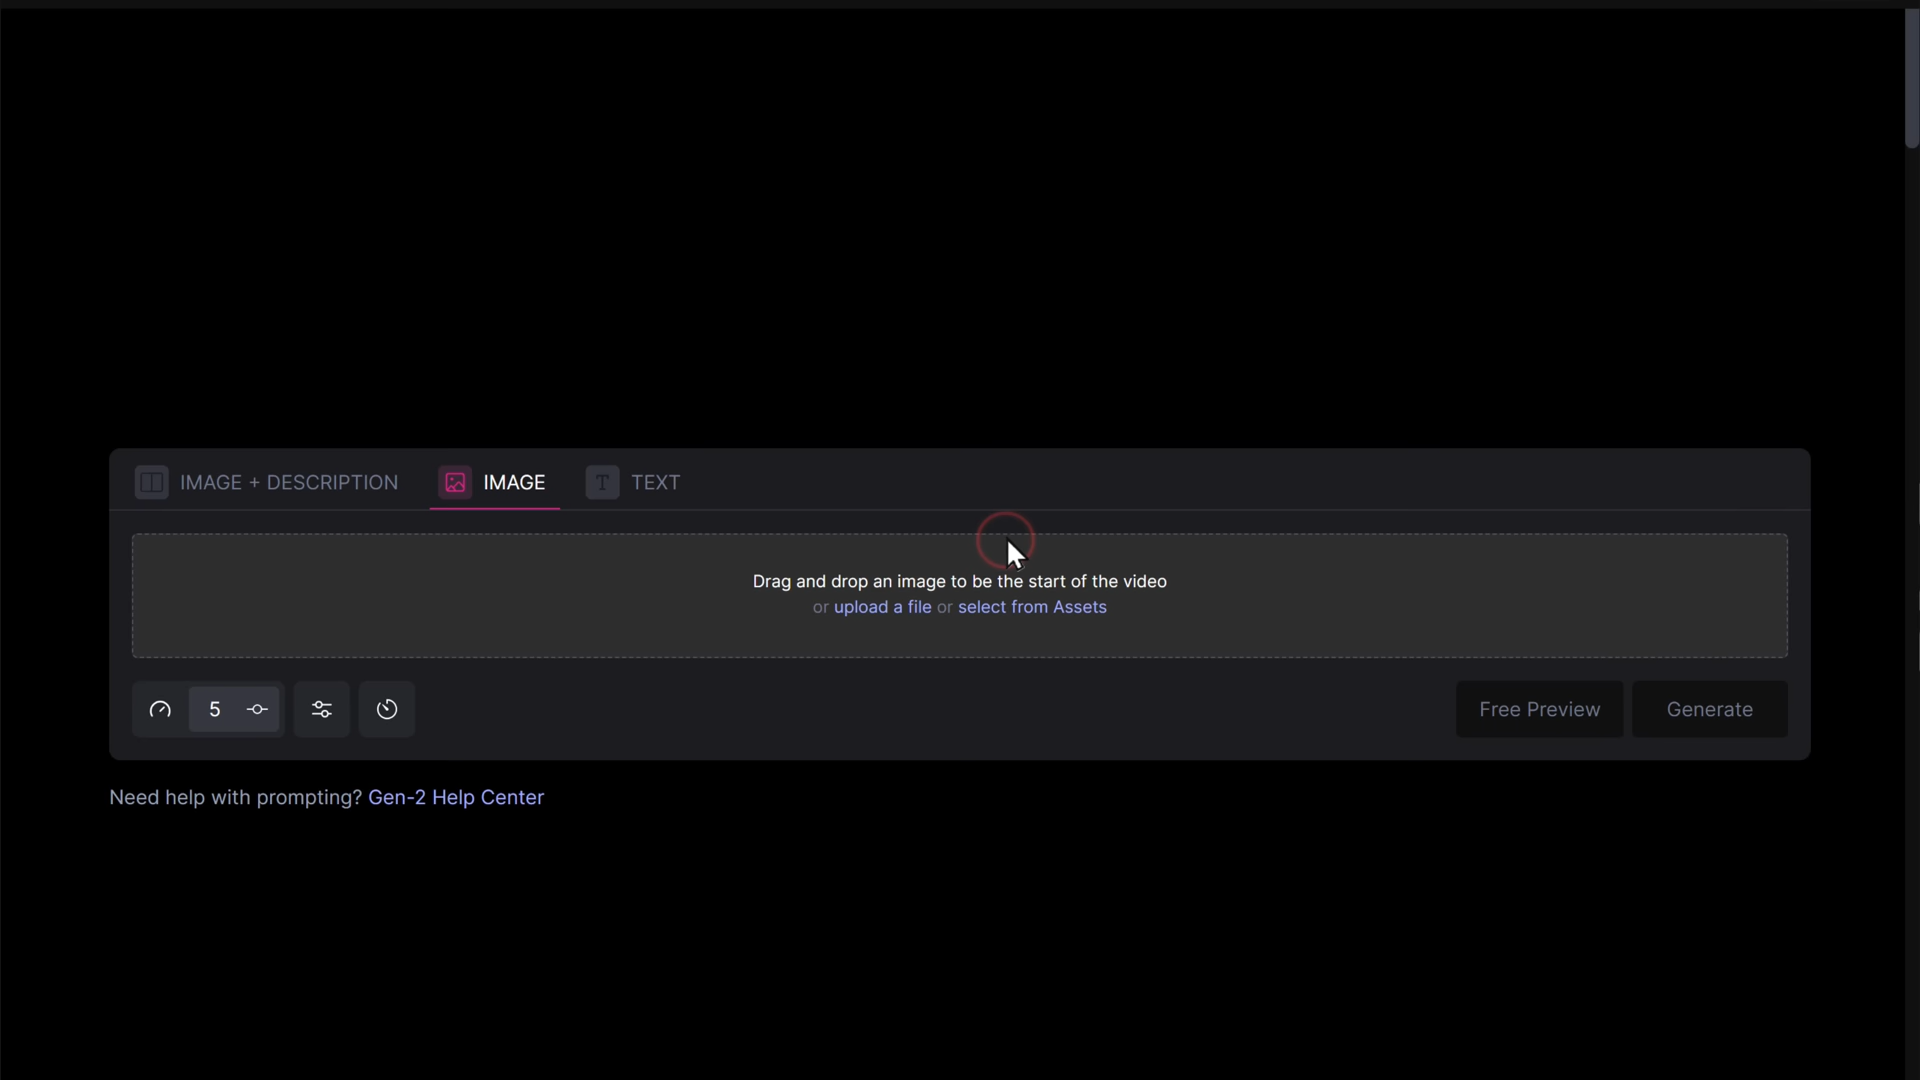 IMAGE + DESCRIPTION
IMAGE
T TEXT
Drag and drop an image to be the start of the video
or upload a file or select from Assets
5
Free Preview
Generate
Need help with prompting? Gen-2 Help Center